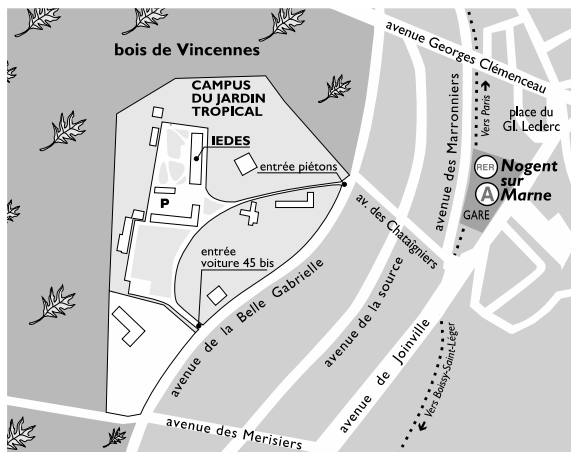 bois de Vincennes
avenue Georges Clémenceau
CAMPUS
DU JARDIN
TROPICAL
IEDES
entrée piétons
P
entrée
voiture 45 bis
avenue de la Belle Gabrielle
av. des Chataigniers
avenue des Marronniers
Vers Paris
place du
Gl. Leclerc
RER
A
Nogent
sur
Marne
GARE
avenue de la source
avenue de Joinville
Vers Boissy-Saint-Léger
avenue des Merisiers